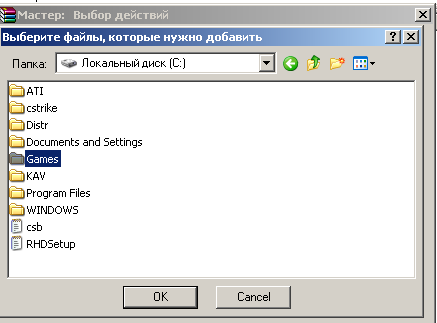 Мастер: Выбор действий
Выберите файлы, которые нужно добавить
Папка: Локальный диск (C:)
ATI
cstrike
Distr
Documents and Settings
Games
KAV
Program Files
WINDOWS
csb
RHDSetup
OK Cancel